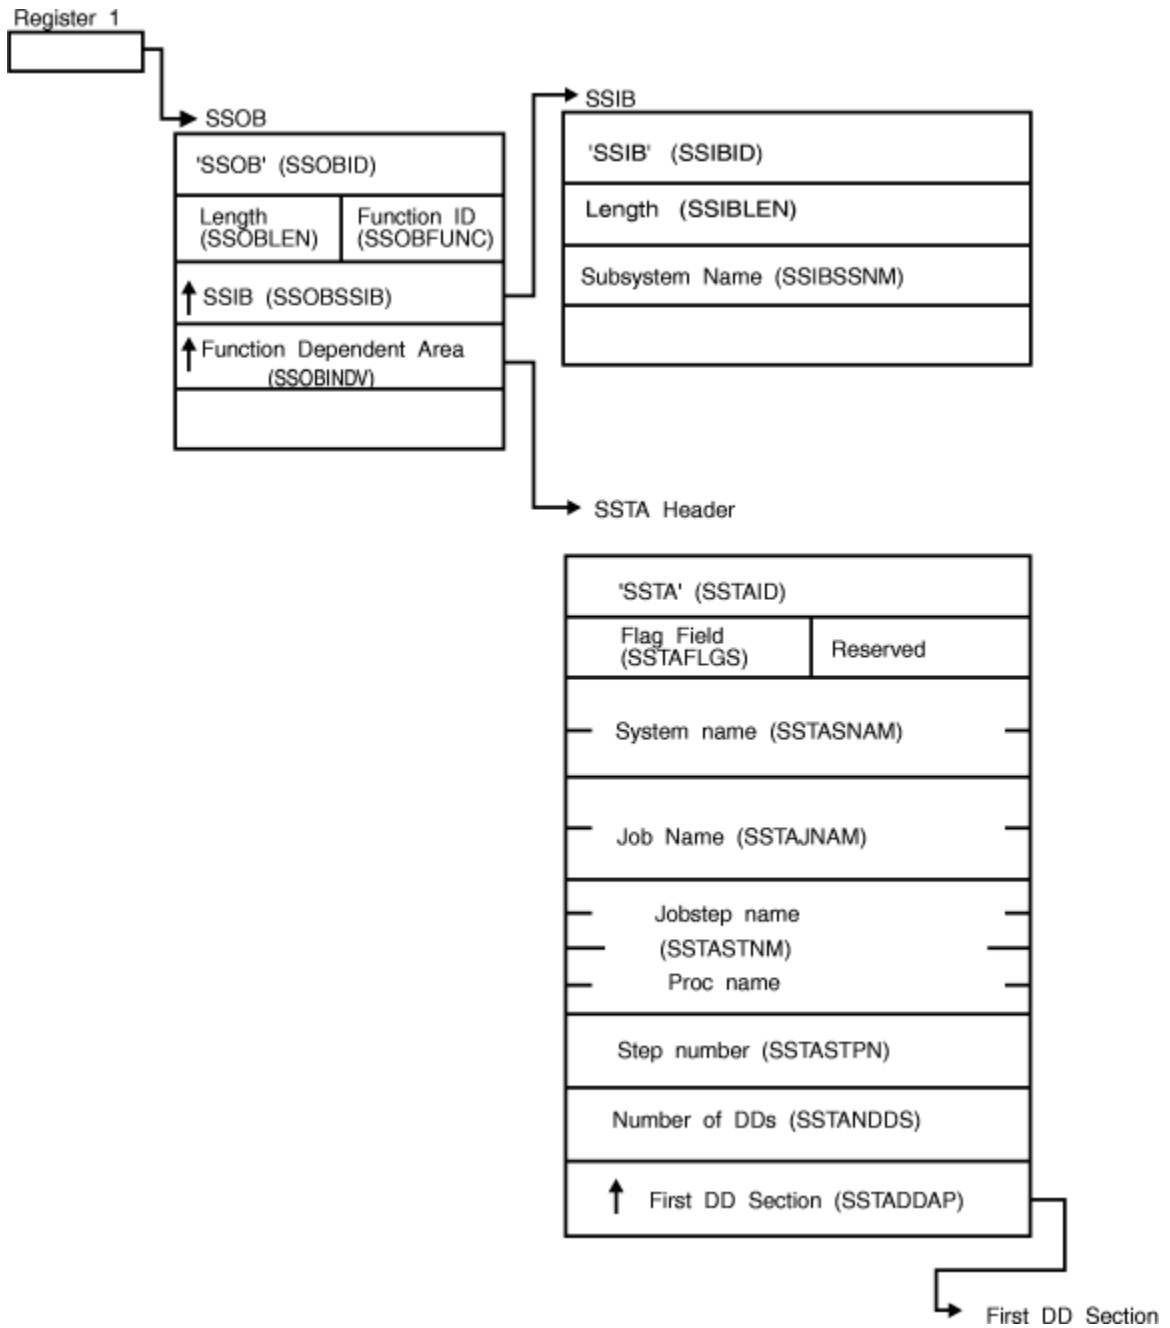 Register 1
SSOB
'SSOB' (SSOBID)
Length
(SSOBLEN)
Function ID
(SSOBFUNC)
SSIB (SSOBSSIB)
Function Dependent Area
(SSOBINDV)
SSIB
'SSIB' (SSIBID)
Length (SSIBLEN)
Subsystem Name (SSIBSSNM)
SSTA Header
'SSTA' (SSTAID)
Flag Field
(SSTAFLGS)
Reserved
System name (SSTASNAM)
Job Name (SSTAJNAM)
Jobstep name
(SSTASTNM)
Proc name
Step number (SSTASTPN)
Number of DDs (SSTANDDS)
First DD Section (SSTADDAP)
First DD Section